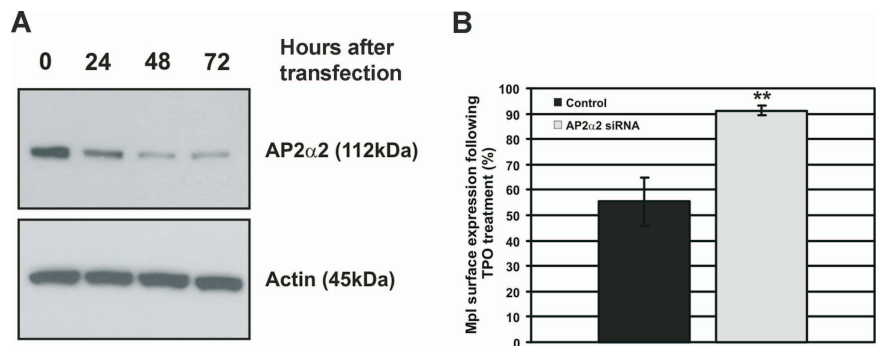 A
0 24 48 72
Hours after
transfection
AP2α2 (112kDa)
Actin (45kDa)
B
Mpl surface expression following
TPO treatment (%)
100
90
80
70
60
50
40
30
20
10
0
Control
AP2α2 siRNA
**